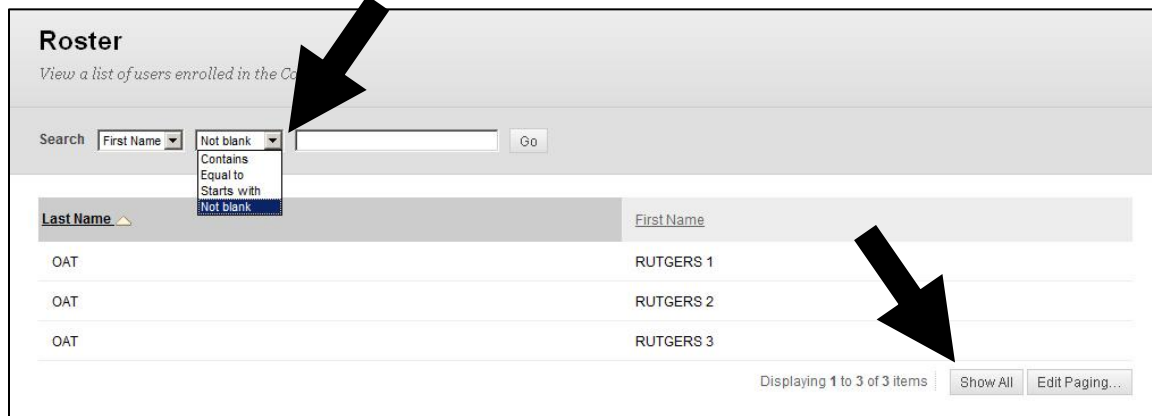 Roster
View a list of users enrolled in the Co
Search First Name Not blank Go
Contains
Equal to
Starts with
Not blank
Last Name First Name
OAT RUTGERS 1
OAT RUTGERS 2
OAT RUTGERS 3
Displaying 1 to 3 of 3 items Show All Edit Paging...